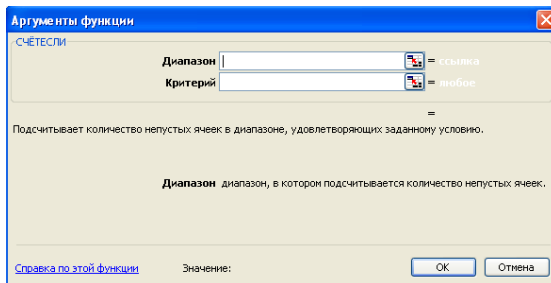 Аргументы функции
СЧЁТЕСЛИ
Диапазон = ссылка
Критерий = любое
=
Подсчитывает количество непустых ячеек в диапазоне, удовлетворяющих заданному условию.
Диапазон диапазон, в котором подсчитывается количество непустых ячеек.
Справка по этой функции Значение: OK Отмена